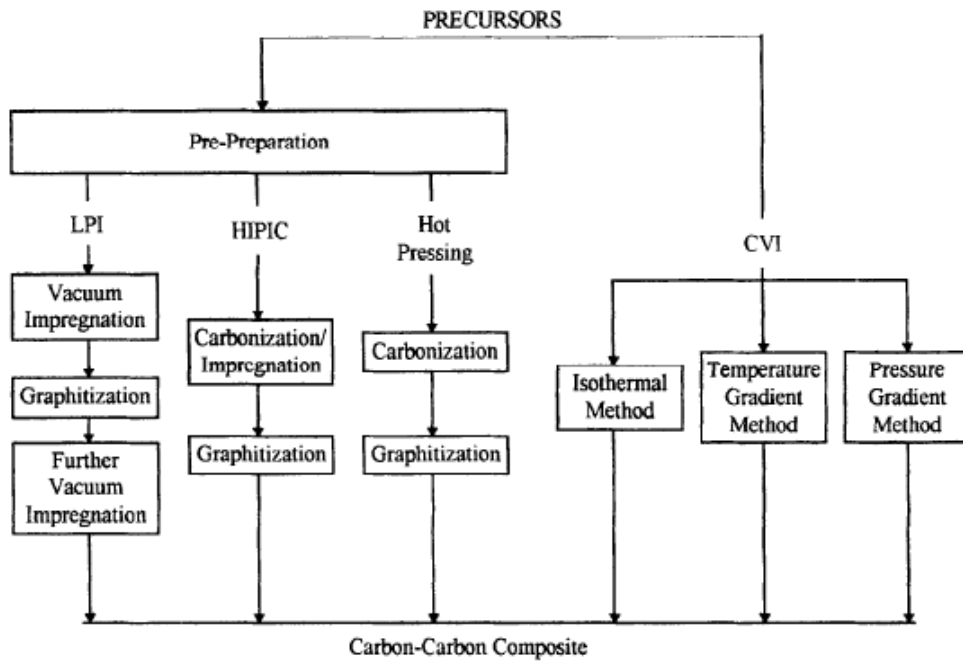 PRECURSORS
Pre-Preparation
LPI
HIPIC
Hot
Pressing
CVI
Vacuum
Impregnation
Graphitization
Further
Vacuum
Impregnation
Carbonization/
Impregnation
Graphitization
Carbonization
Graphitization
Isothermal
Method
Temperature
Gradient
Method
Pressure
Gradient
Method
Carbon-Carbon Composite